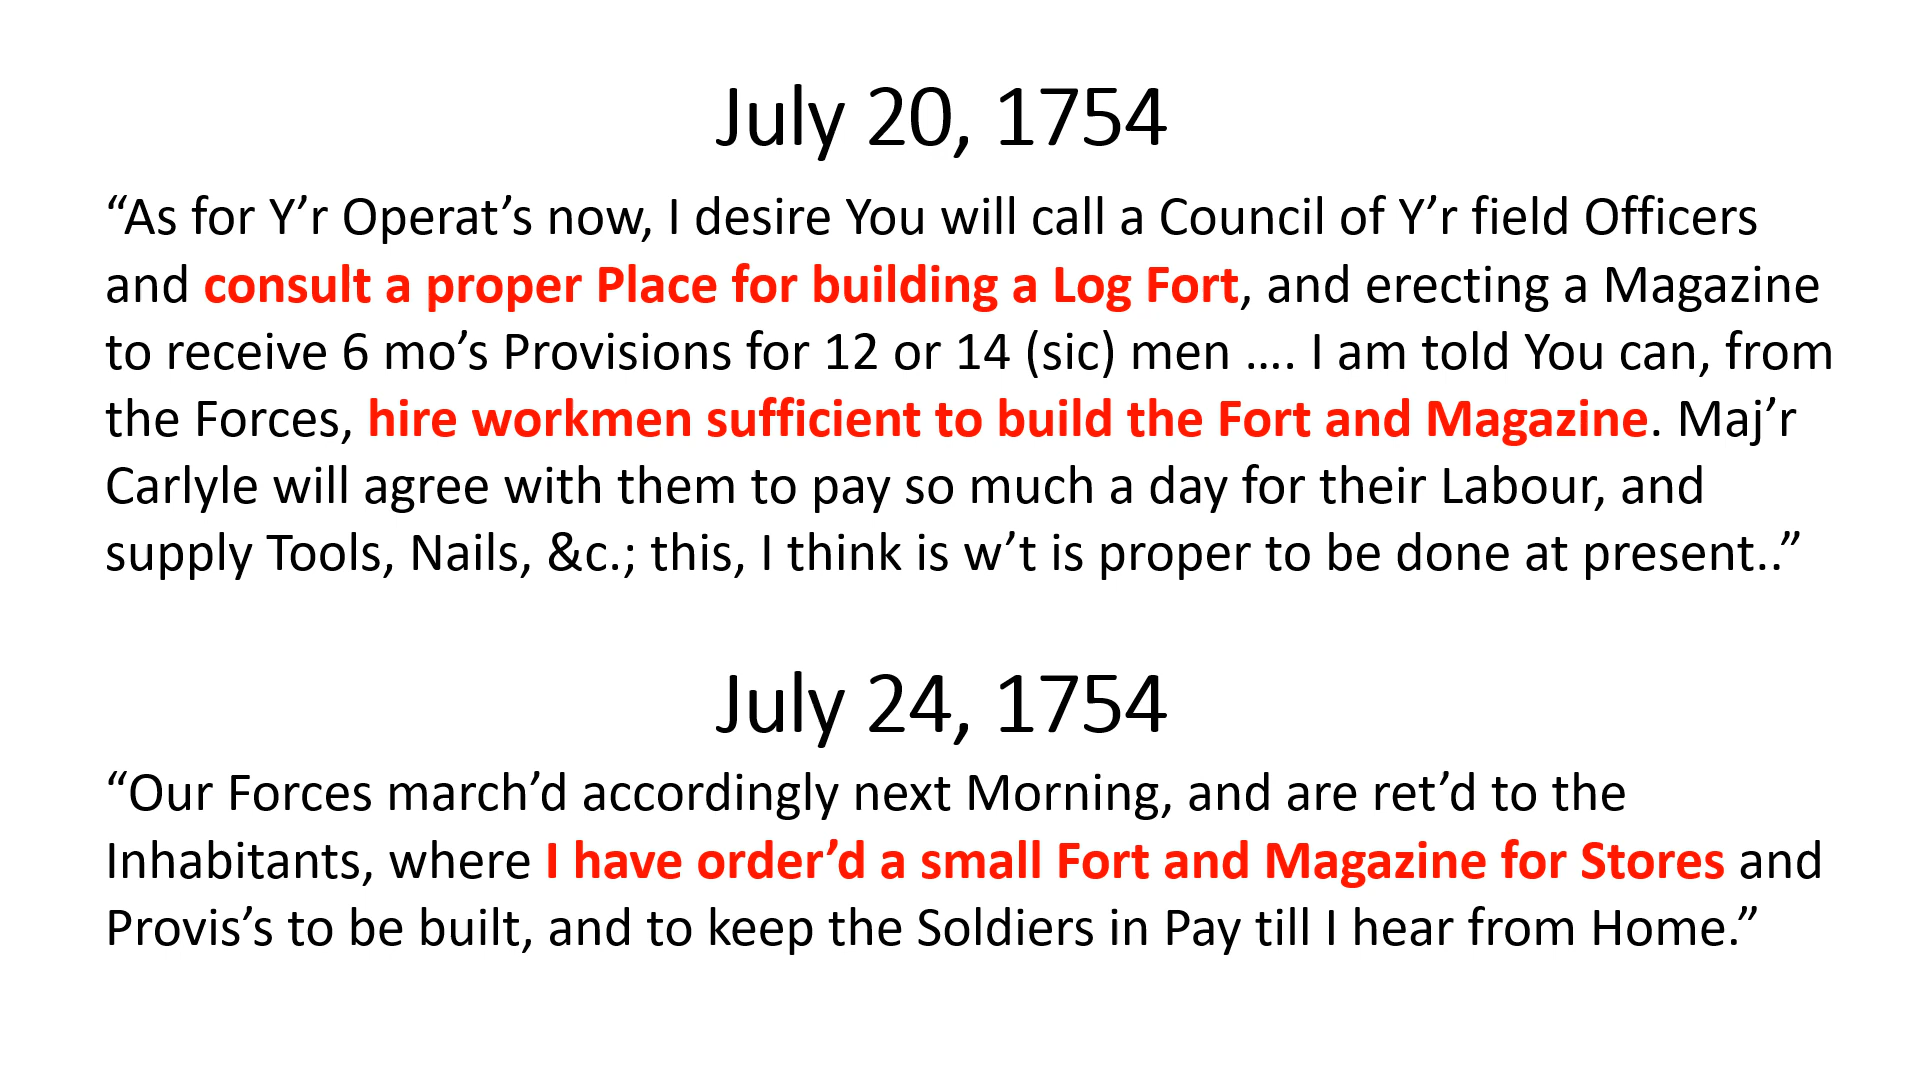 July 20, 1754
“As for Y’r Operat’s now, I desire You will call a Council of Y’r field Officers
and consult a proper Place for building a Log Fort, and erecting a Magazine
to receive 6 mo’s Provisions for 12 or 14 (sic) men …. I am told You can, from
the Forces, hire workmen sufficient to build the Fort and Magazine. Maj’r
Carlyle will agree with them to pay so much a day for their Labour, and
supply Tools, Nails, &c.; this, I think is w’t is proper to be done at present..”
July 24, 1754
“Our Forces march’d accordingly next Morning, and are ret’d to the
Inhabitants, where I have order’d a small Fort and Magazine for Stores and
Provis’s to be built, and to keep the Soldiers in Pay till I hear from Home.”